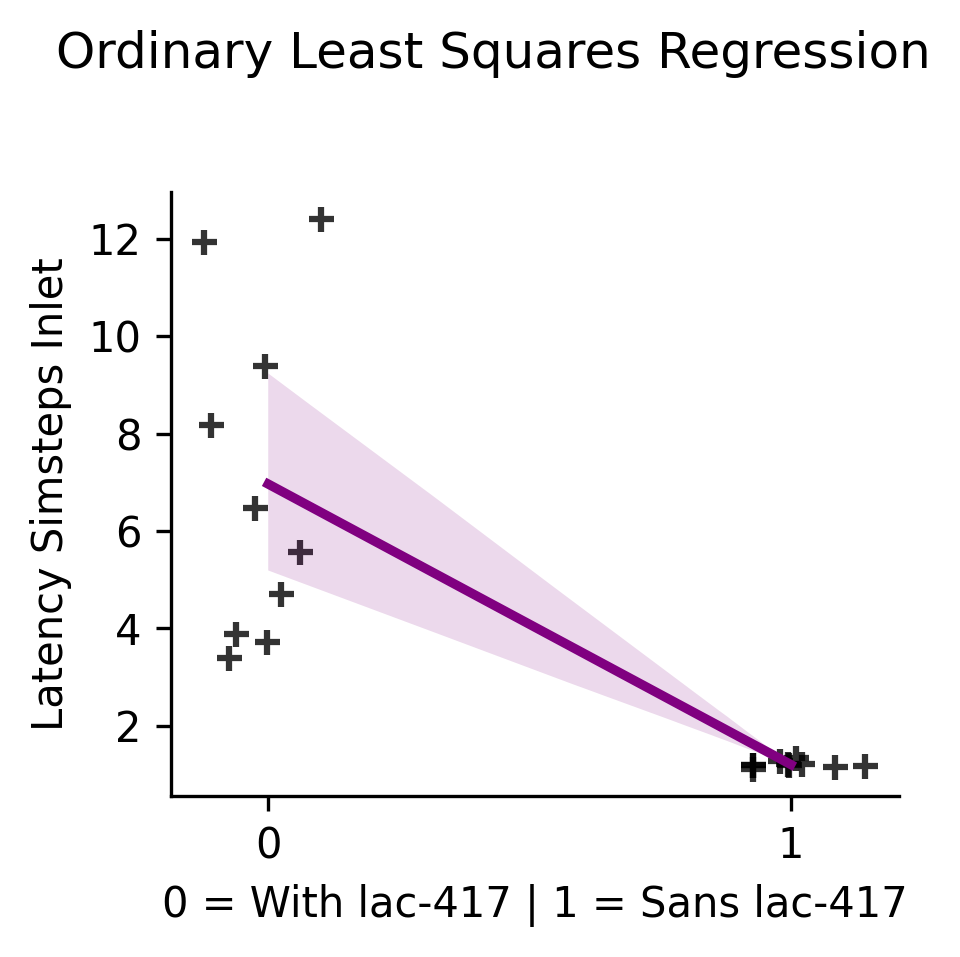 Ordinary Least Squares Regression
Latency Simsteps Inlet
12
10
8
6
4
2
0
1
0 = With lac-417 | 1 = Sans lac-417